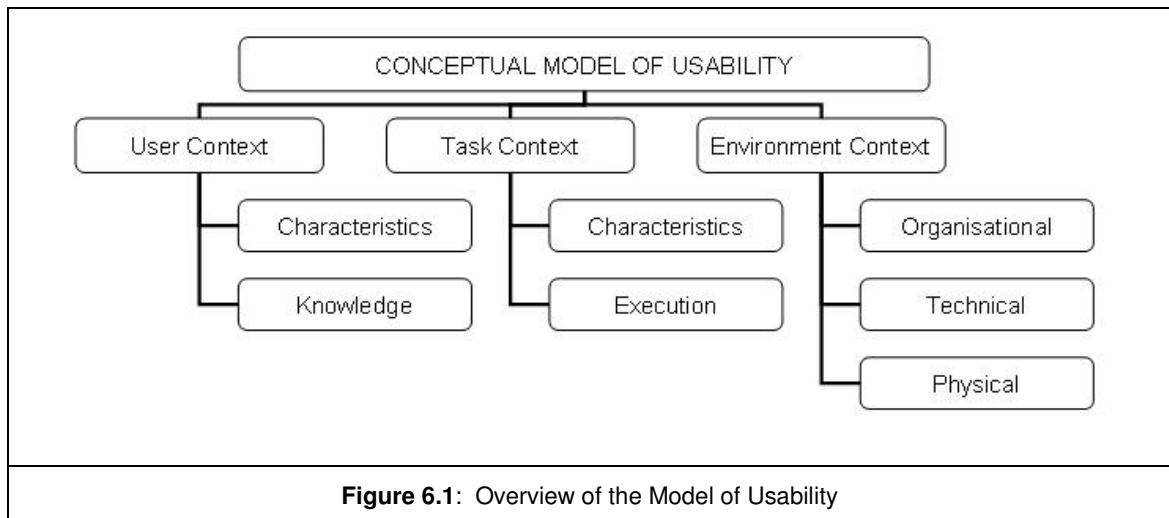 CONCEPTUAL MODEL OF USABILITY
User Context
Task Context
Environment Context
Characteristics
Characteristics
Organisational
Knowledge
Execution
Technical
Physical
Figure 6.1: Overview of the Model of Usability